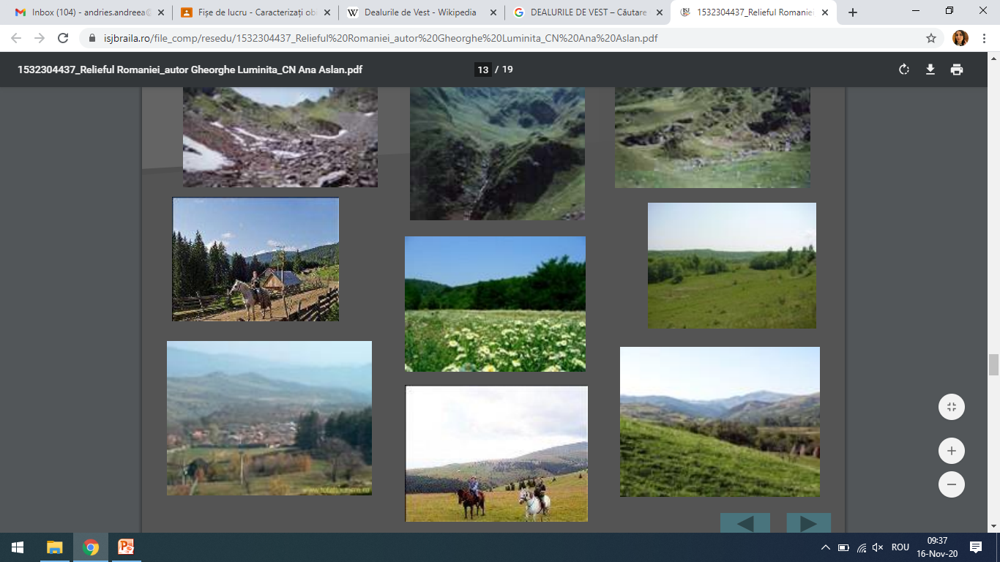 Inbox (104) - andries.andreea@
Fișe de lucru - Caracterizați obi
Dealurile de Vest - Wikipedia
DEALURILE DE VEST – Căutare
1532304437_Relieful Romaniei
isjbraila.ro/file_comp/resedu/1532304437_Relieful%20Romaniei_autor%20Gheorghe%20Luminita_CN%20Ana%20Aslan.pdf
1532304437_Relieful Romaniei_autor Gheorghe Luminita_CN Ana Aslan.pdf
13 / 19
ROU
09:37
16-Nov-20